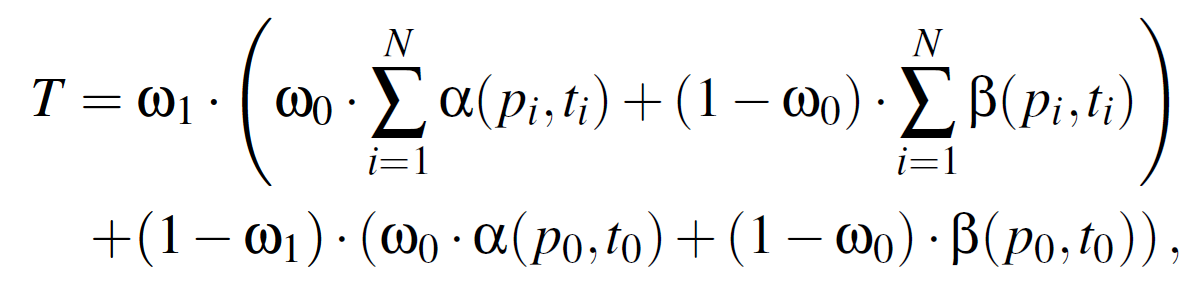 T = ω₁ · ( ω₀ · ∑_{i=1}^{N} α(pᵢ, tᵢ) + (1 − ω₀) · ∑_{i=1}^{N} β(pᵢ, tᵢ) )
+(1 − ω₁) · (ω₀ · α(p₀, t₀) + (1 − ω₀) · β(p₀, t₀)) ,